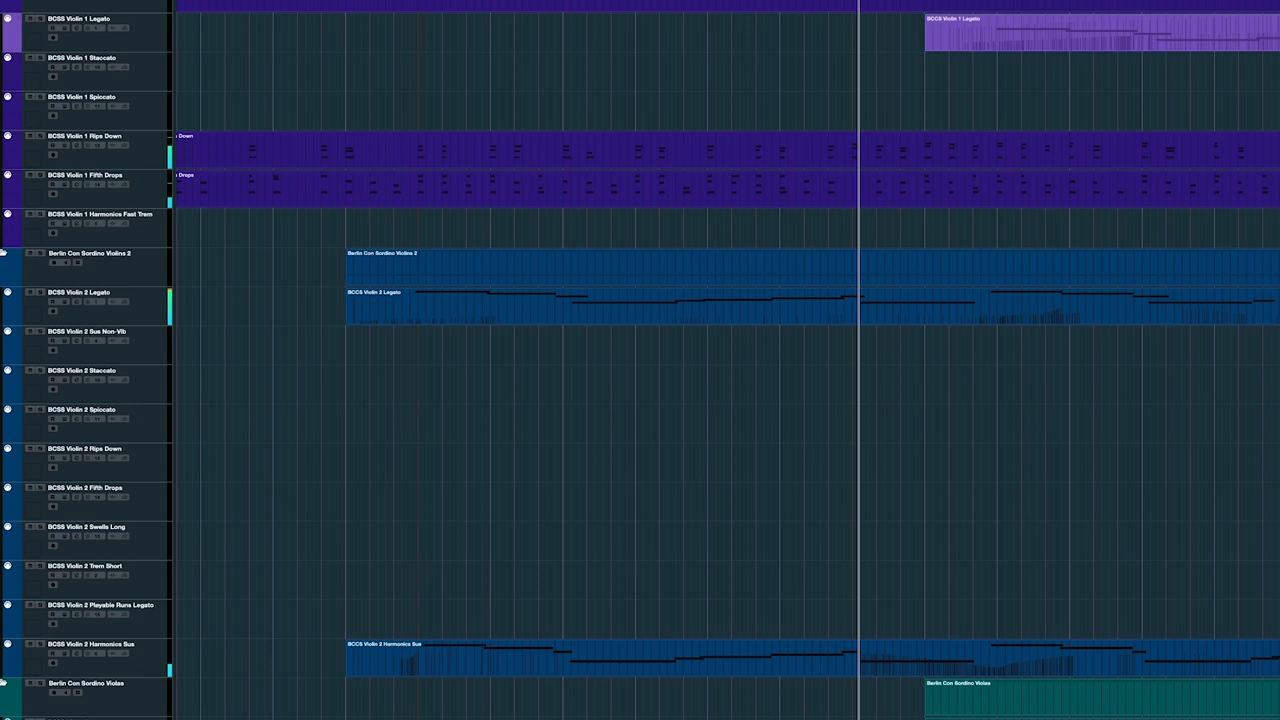 BCSS Violin 1 Legato
BCCS Violin 1 Legato
BCSS Violin 1 Staccato
BCSS Violin 1 Spiccato
BCSS Violin 1 Rips Down
Down
BCSS Violin 1 Fifth Drops
Drops
BCSS Violin 1 Harmonics Fast Trem
Berlin Con Sordino Violins 2
Berlin Con Sordino Violins 2
BCSS Violin 2 Legato
BCCS Violin 2 Legato
BCSS Violin 2 Sus Non-Vib
BCSS Violin 2 Staccato
BCSS Violin 2 Spiccato
BCSS Violin 2 Rips Down
BCSS Violin 2 Fifth Drops
BCSS Violin 2 Swells Long
BCSS Violin 2 Trem Short
BCSS Violin 2 Playable Runs Legato
BCSS Violin 2 Harmonics Sus
BCCS Violin 2 Harmonics Sus
Berlin Con Sordino Violas
Berlin Con Sordino Violas